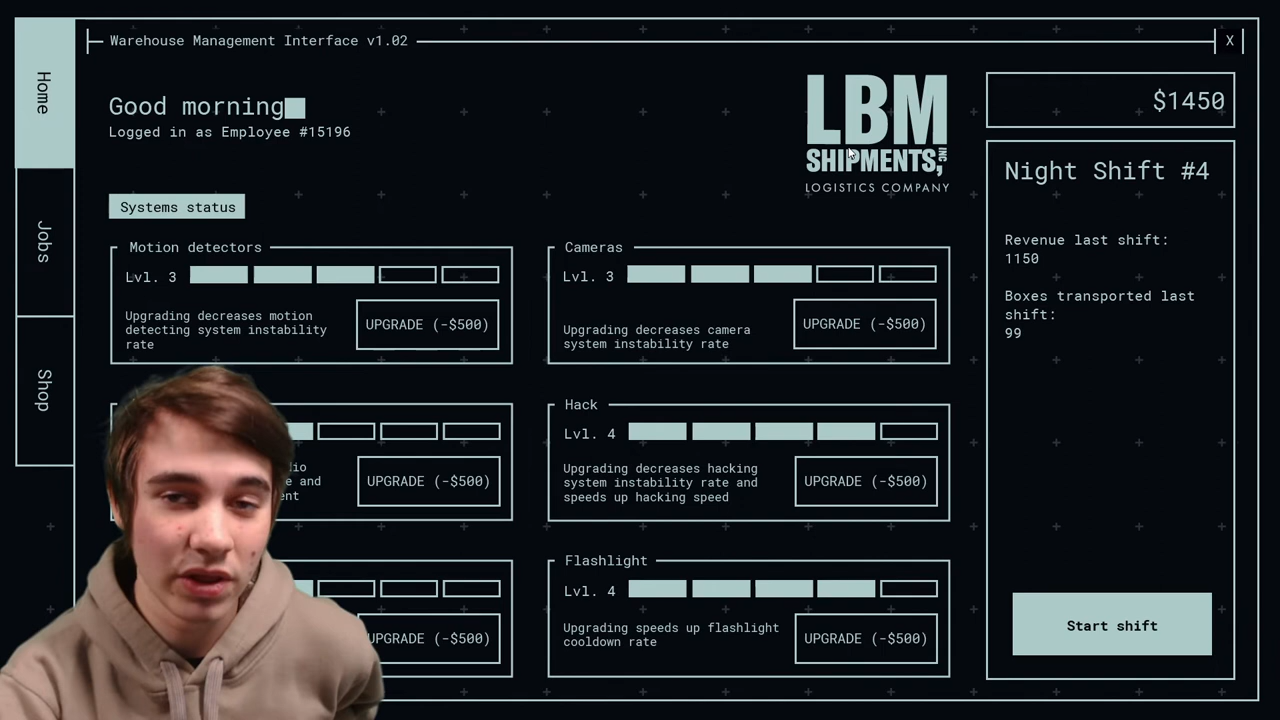 Warehouse Management Interface v1.02
X
Home
Jobs
Shop
Good morning
Logged in as Employee #15196
LBM
SHIPMENTS, INC
LOGISTICS COMPANY
$1450
Systems status
Motion detectors
Lvl. 3
Upgrading decreases motion
detecting system instability
rate
UPGRADE (-$500)
Cameras
Lvl. 3
Upgrading decreases camera
system instability rate
UPGRADE (-$500)
and
UPGRADE (-$500)
Hack
Lvl. 4
Upgrading decreases hacking
system instability rate and
speeds up hacking speed
UPGRADE (-$500)
UPGRADE (-$500)
Flashlight
Lvl. 4
Upgrading speeds up flashlight
cooldown rate
UPGRADE (-$500)
Night Shift #4
Revenue last shift:
1150
Boxes transported last
shift:
99
Start shift